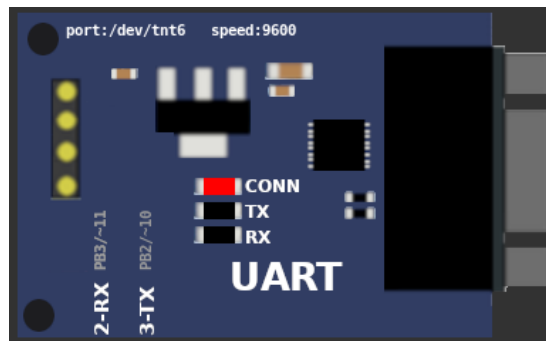 port:/dev/tnt6 speed:9600
CONN
TX
RX
UART
2-RX PB3/~11
3-TX PB2/~10